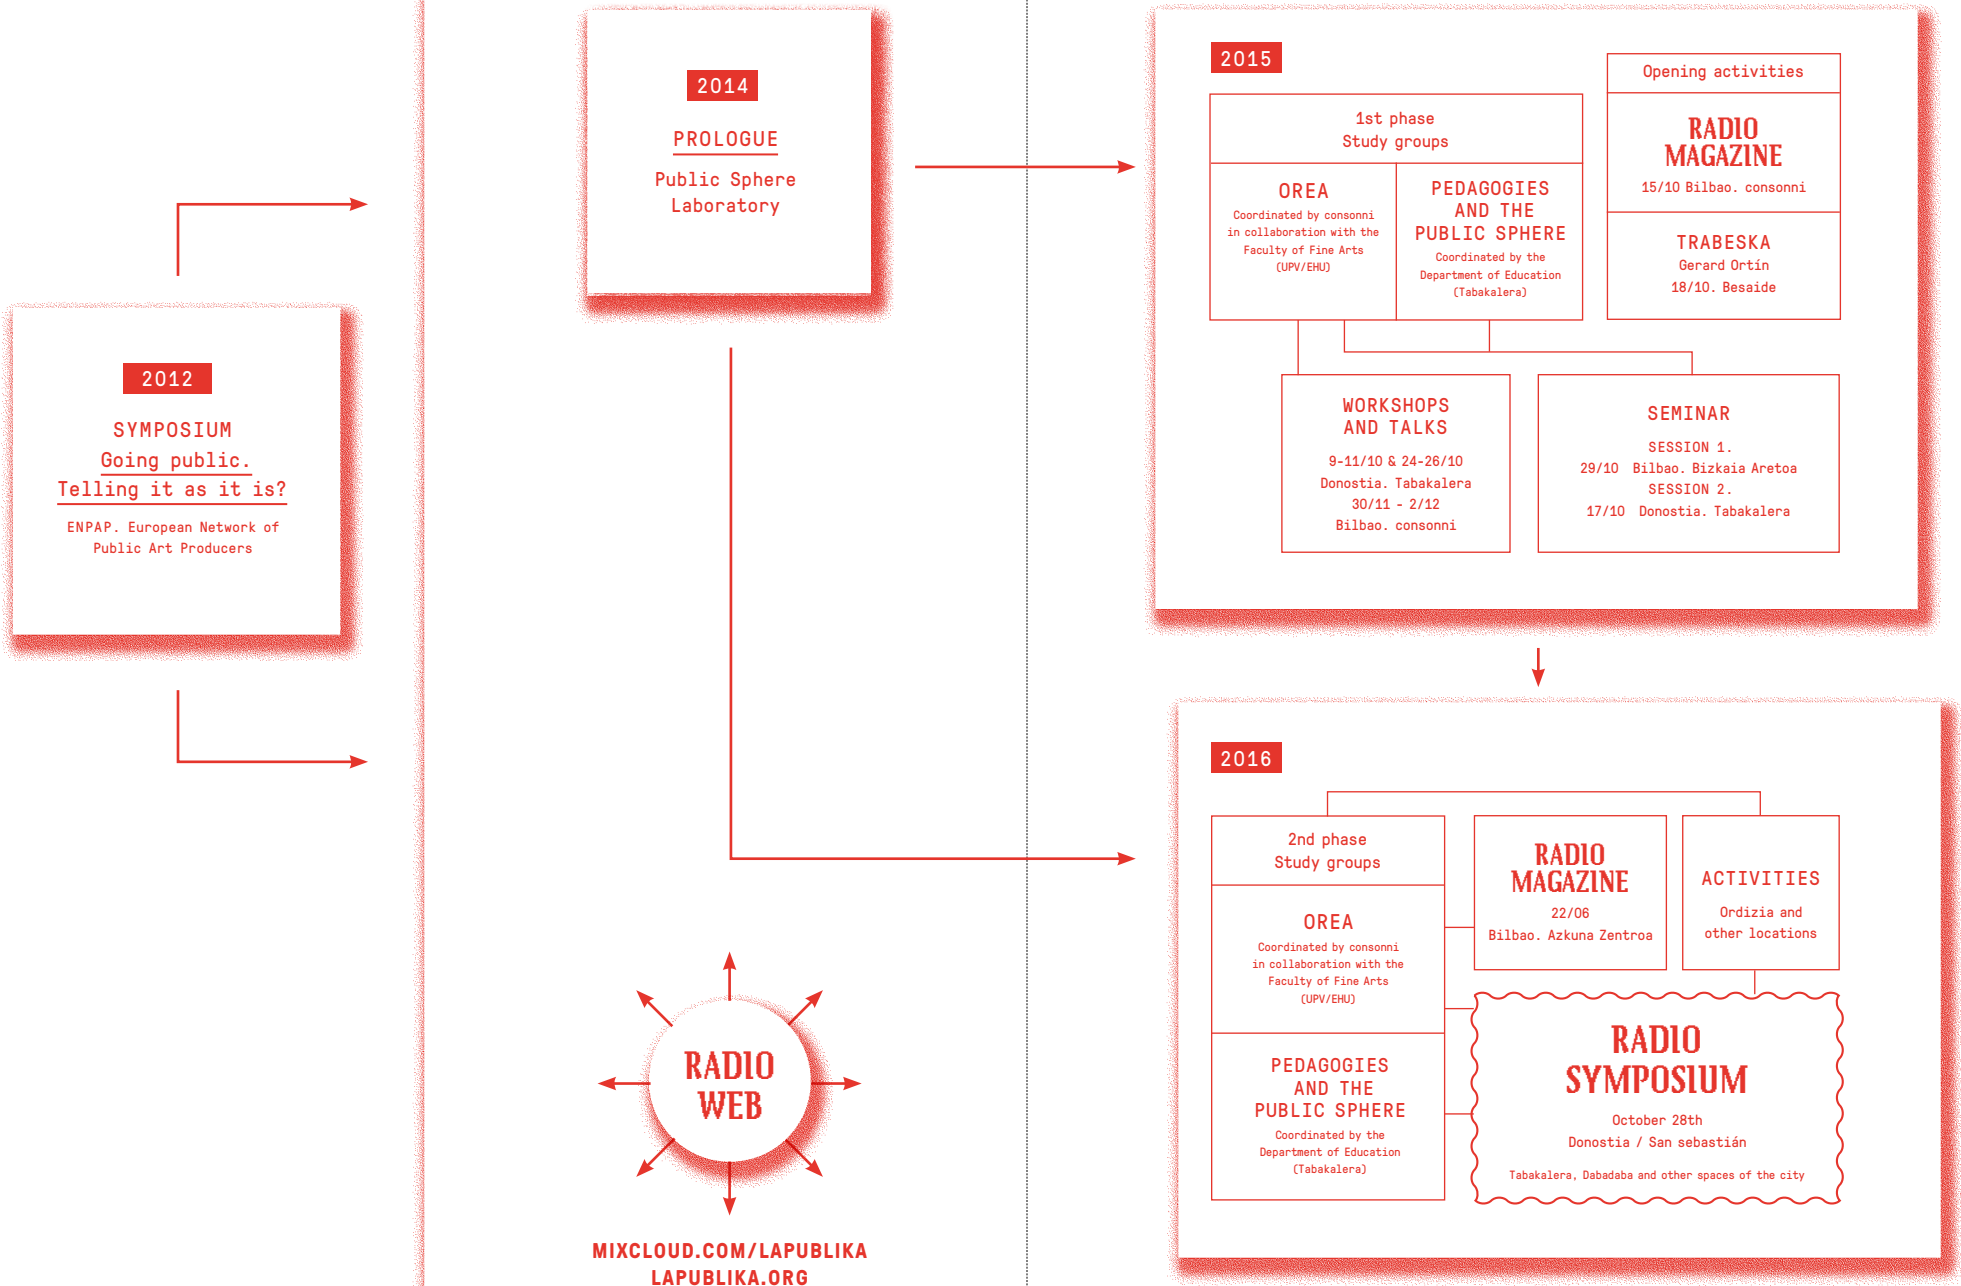 2012
SYMPOSIUM
Going public.
Telling it as it is?
ENPAP. European Network of
Public Art Producers
2014
PROLOGUE
Public Sphere
Laboratory
RADIO
WEB
MIXCLOUD.COM/LAPUBLIKA
LAPUBLIKA.ORG
2015
1st phase
Study groups
OREA
Coordinated by consonni
in collaboration with the
Faculty of Fine Arts
(UPV/EHU)
PEDAGOGIES
AND THE
PUBLIC SPHERE
Coordinated by the
Department of Education
(Tabakalera)
Opening activities
RADIO
MAGAZINE
15/10 Bilbao. consonni
TRABESKA
Gerard Ortín
18/10. Besaide
WORKSHOPS
AND TALKS
9-11/10 & 24-26/10
Donostia. Tabakalera
30/11 - 2/12
Bilbao. consonni
SEMINAR
SESSION 1.
29/10 Bilbao. Bizkaia Aretoa
SESSION 2.
17/10 Donostia. Tabakalera
2016
2nd phase
Study groups
OREA
Coordinated by consonni
in collaboration with the
Faculty of Fine Arts
(UPV/EHU)
PEDAGOGIES
AND THE
PUBLIC SPHERE
Coordinated by the
Department of Education
(Tabakalera)
RADIO
MAGAZINE
22/06
Bilbao. Azkuna Zentroa
ACTIVITIES
Ordizia and
other locations
RADIO
SYMPOSIUM
October 28th
Donostia / San sebastián
Tabakalera, Dabadaba and other spaces of the city